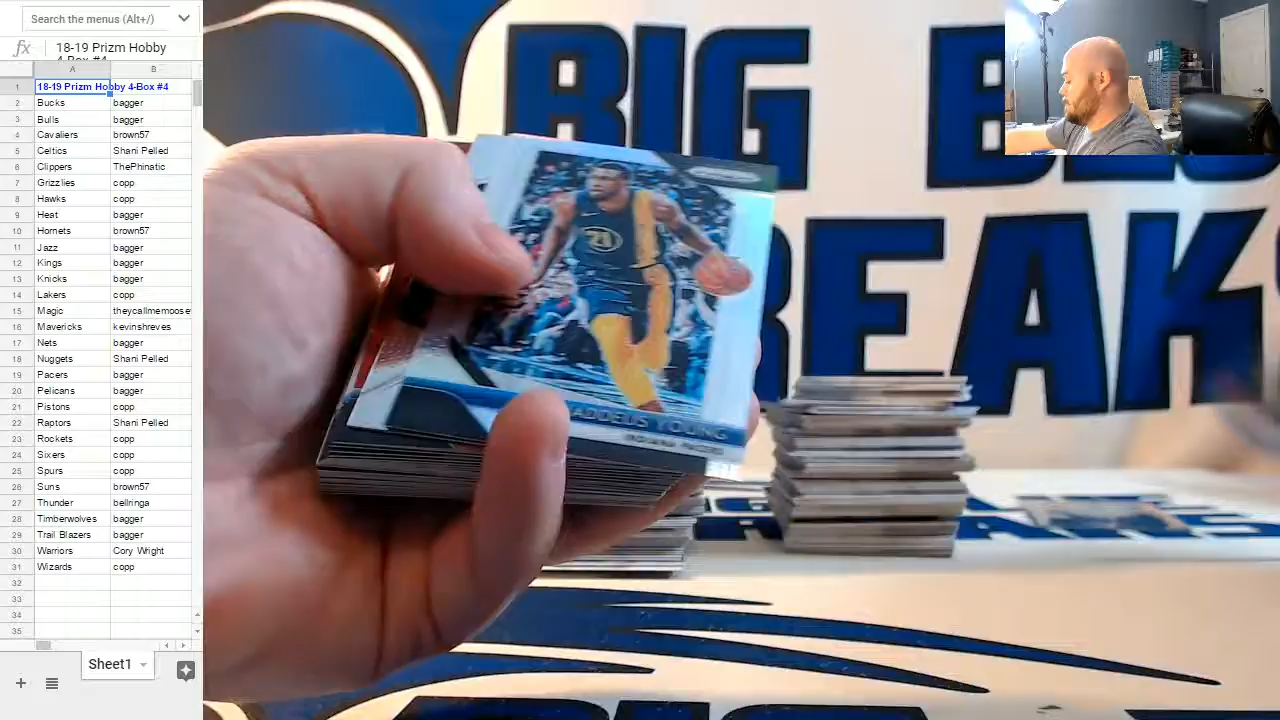 Search the menus (Alt+/)
fx 18-19 Prizm Hobby
A B
1 18-19 Prizm Hobby 4-Box #4
2 Bucks bagger
3 Bulls bagger
4 Cavaliers brown57
5 Celtics Shani Pelled
6 Clippers ThePhinatic
7 Grizzlies copp
8 Hawks copp
9 Heat bagger
10 Hornets brown57
11 Jazz bagger
12 Kings bagger
13 Knicks bagger
14 Lakers copp
15 Magic theycallmemoose
16 Mavericks kevinshreves
17 Nets bagger
18 Nuggets Shani Pelled
19 Pacers bagger
20 Pelicans bagger
21 Pistons copp
22 Raptors Shani Pelled
23 Rockets copp
24 Sixers copp
25 Spurs copp
26 Suns brown57
27 Thunder bellringa
28 Timberwolves bagger
29 Trail Blazers bagger
30 Warriors Cory Wright
31 Wizards copp
32
33
34
35
Sheet1
BIG
REAK
21
ADDEUS YOUNG